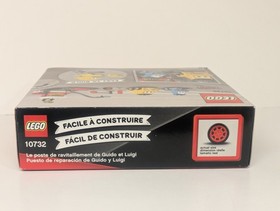 LEGO
LEGO
10732
FACILE À CONSTRUIRE
FÁCIL DE CONSTRUIR
Le poste de ravitaillement de Guido et Luigi
Puesto de reparación de Guido y Luigi